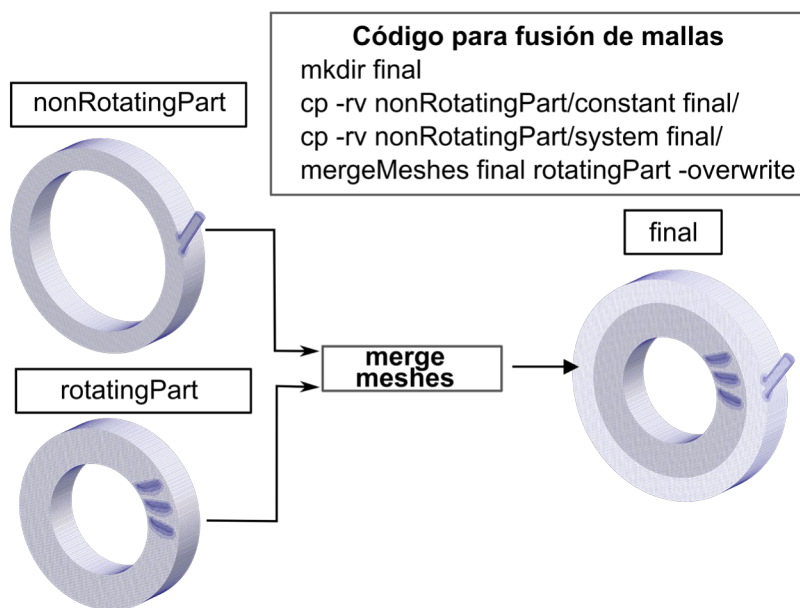 Código para fusión de mallas
mkdir final
cp -rv nonRotatingPart/constant final/
cp -rv nonRotatingPart/system final/
mergeMeshes final rotatingPart -overwrite
nonRotatingPart
final
merge
meshes
rotatingPart